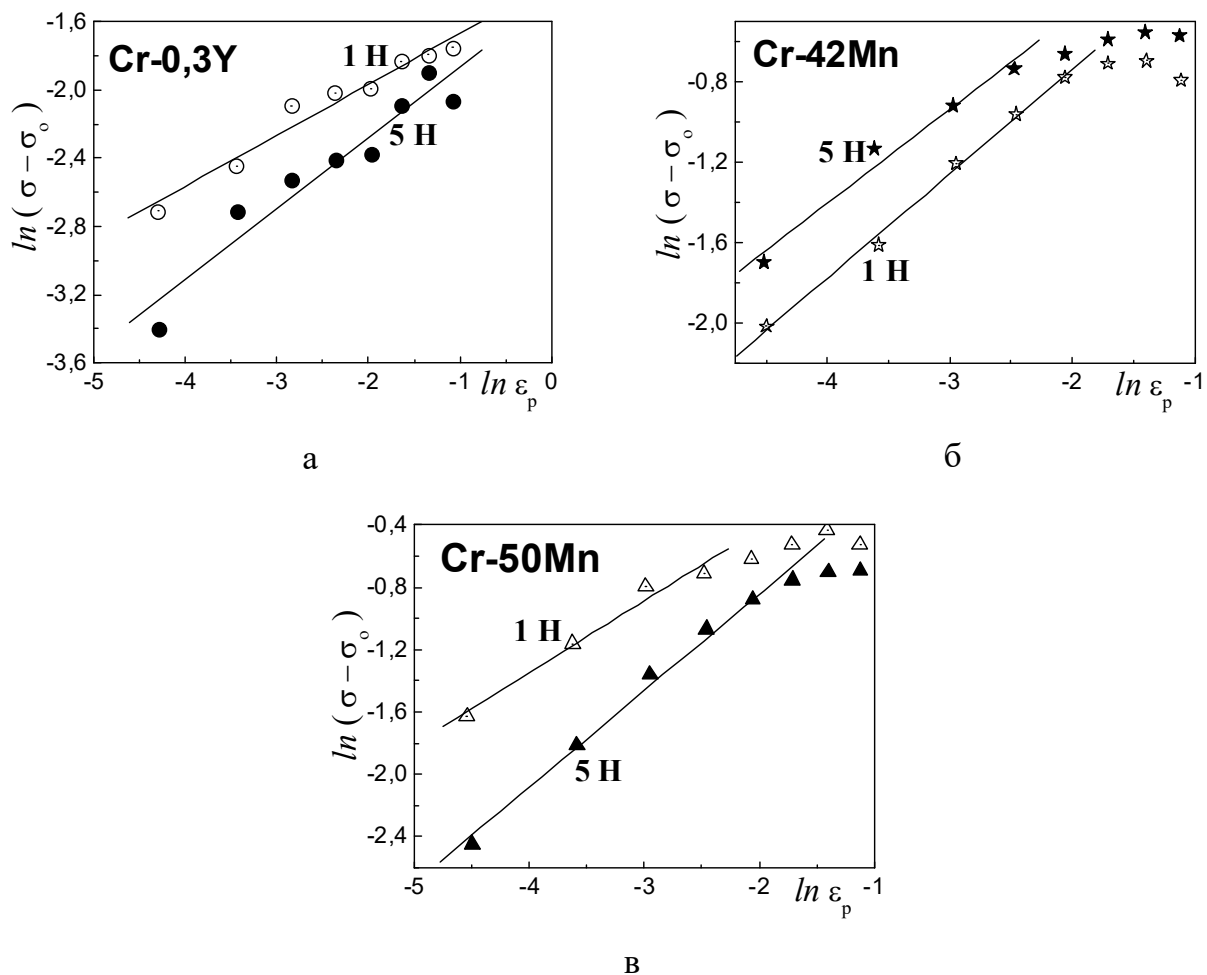 -1,6
-2,0
-2,4
-2,8
-3,2
-3,6
ln ( σ – σₒ )
Cr-0,3Y
1 H
5 H
-5 -4 -3 -2 -1 0
ln εₚ
а
-0,8
-1,2
-1,6
-2,0
ln ( σ – σₒ )
Cr-42Mn
5 H
1 H
-4 -3 -2 -1
ln εₚ
б
-0,4
-0,8
-1,2
-1,6
-2,0
-2,4
ln ( σ – σₒ )
Cr-50Mn
1 H
5 H
-5 -4 -3 -2 -1
ln εₚ
в